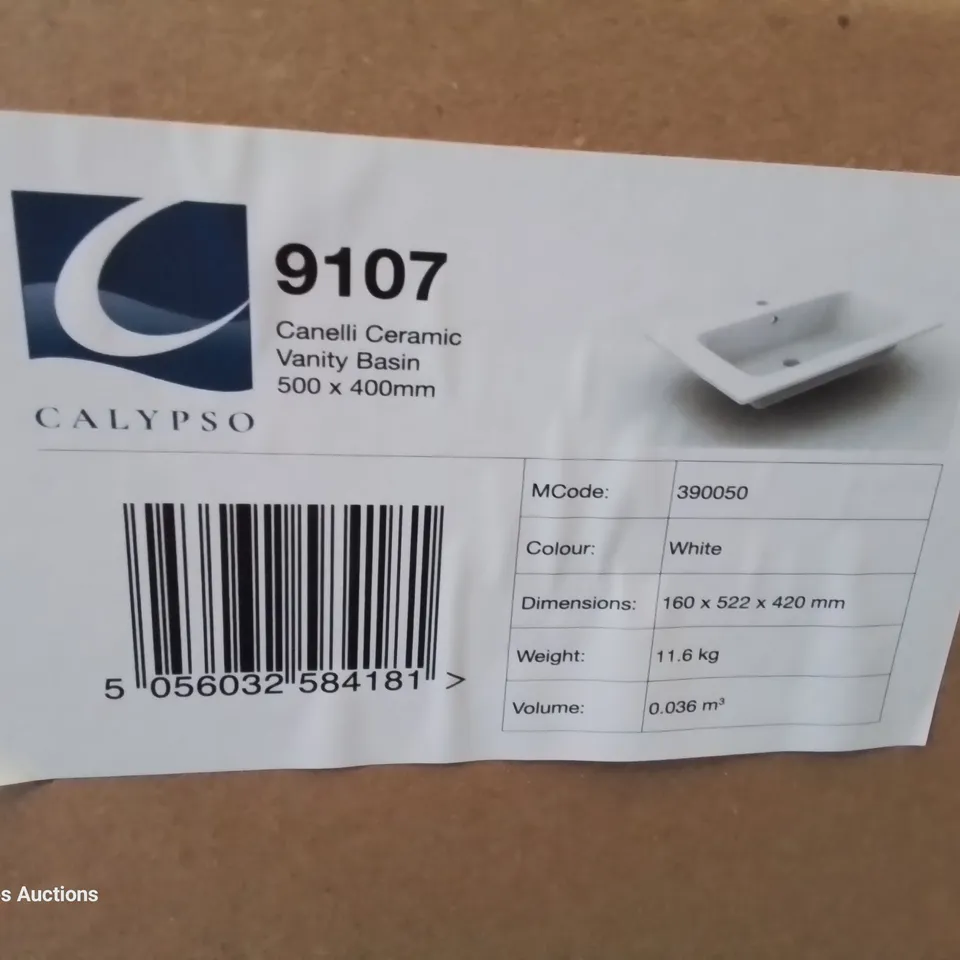 9107
Canelli Ceramic
Vanity Basin
500 x 400mm
CALYPSO
MCode: 390050
Colour: White
Dimensions: 160 x 522 x 420 mm
Weight: 11.6 kg
Volume: 0.036 m³
5 056032 584181 >
s Auctions